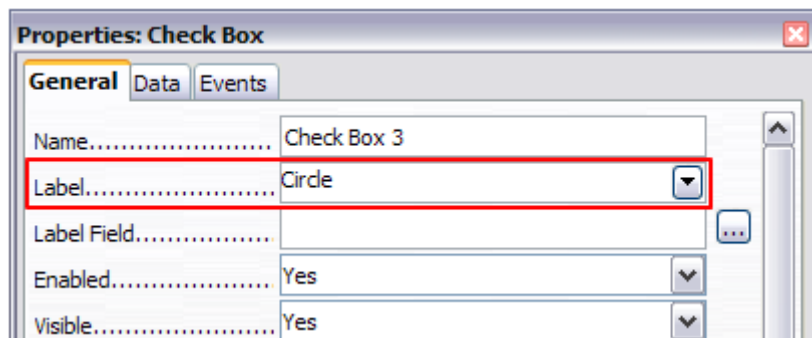 Properties: Check Box
General Data Events
Name....................... Check Box 3
Label........................ Circle
Label Field.................. ...
Enabled..................... Yes
Visible....................... Yes